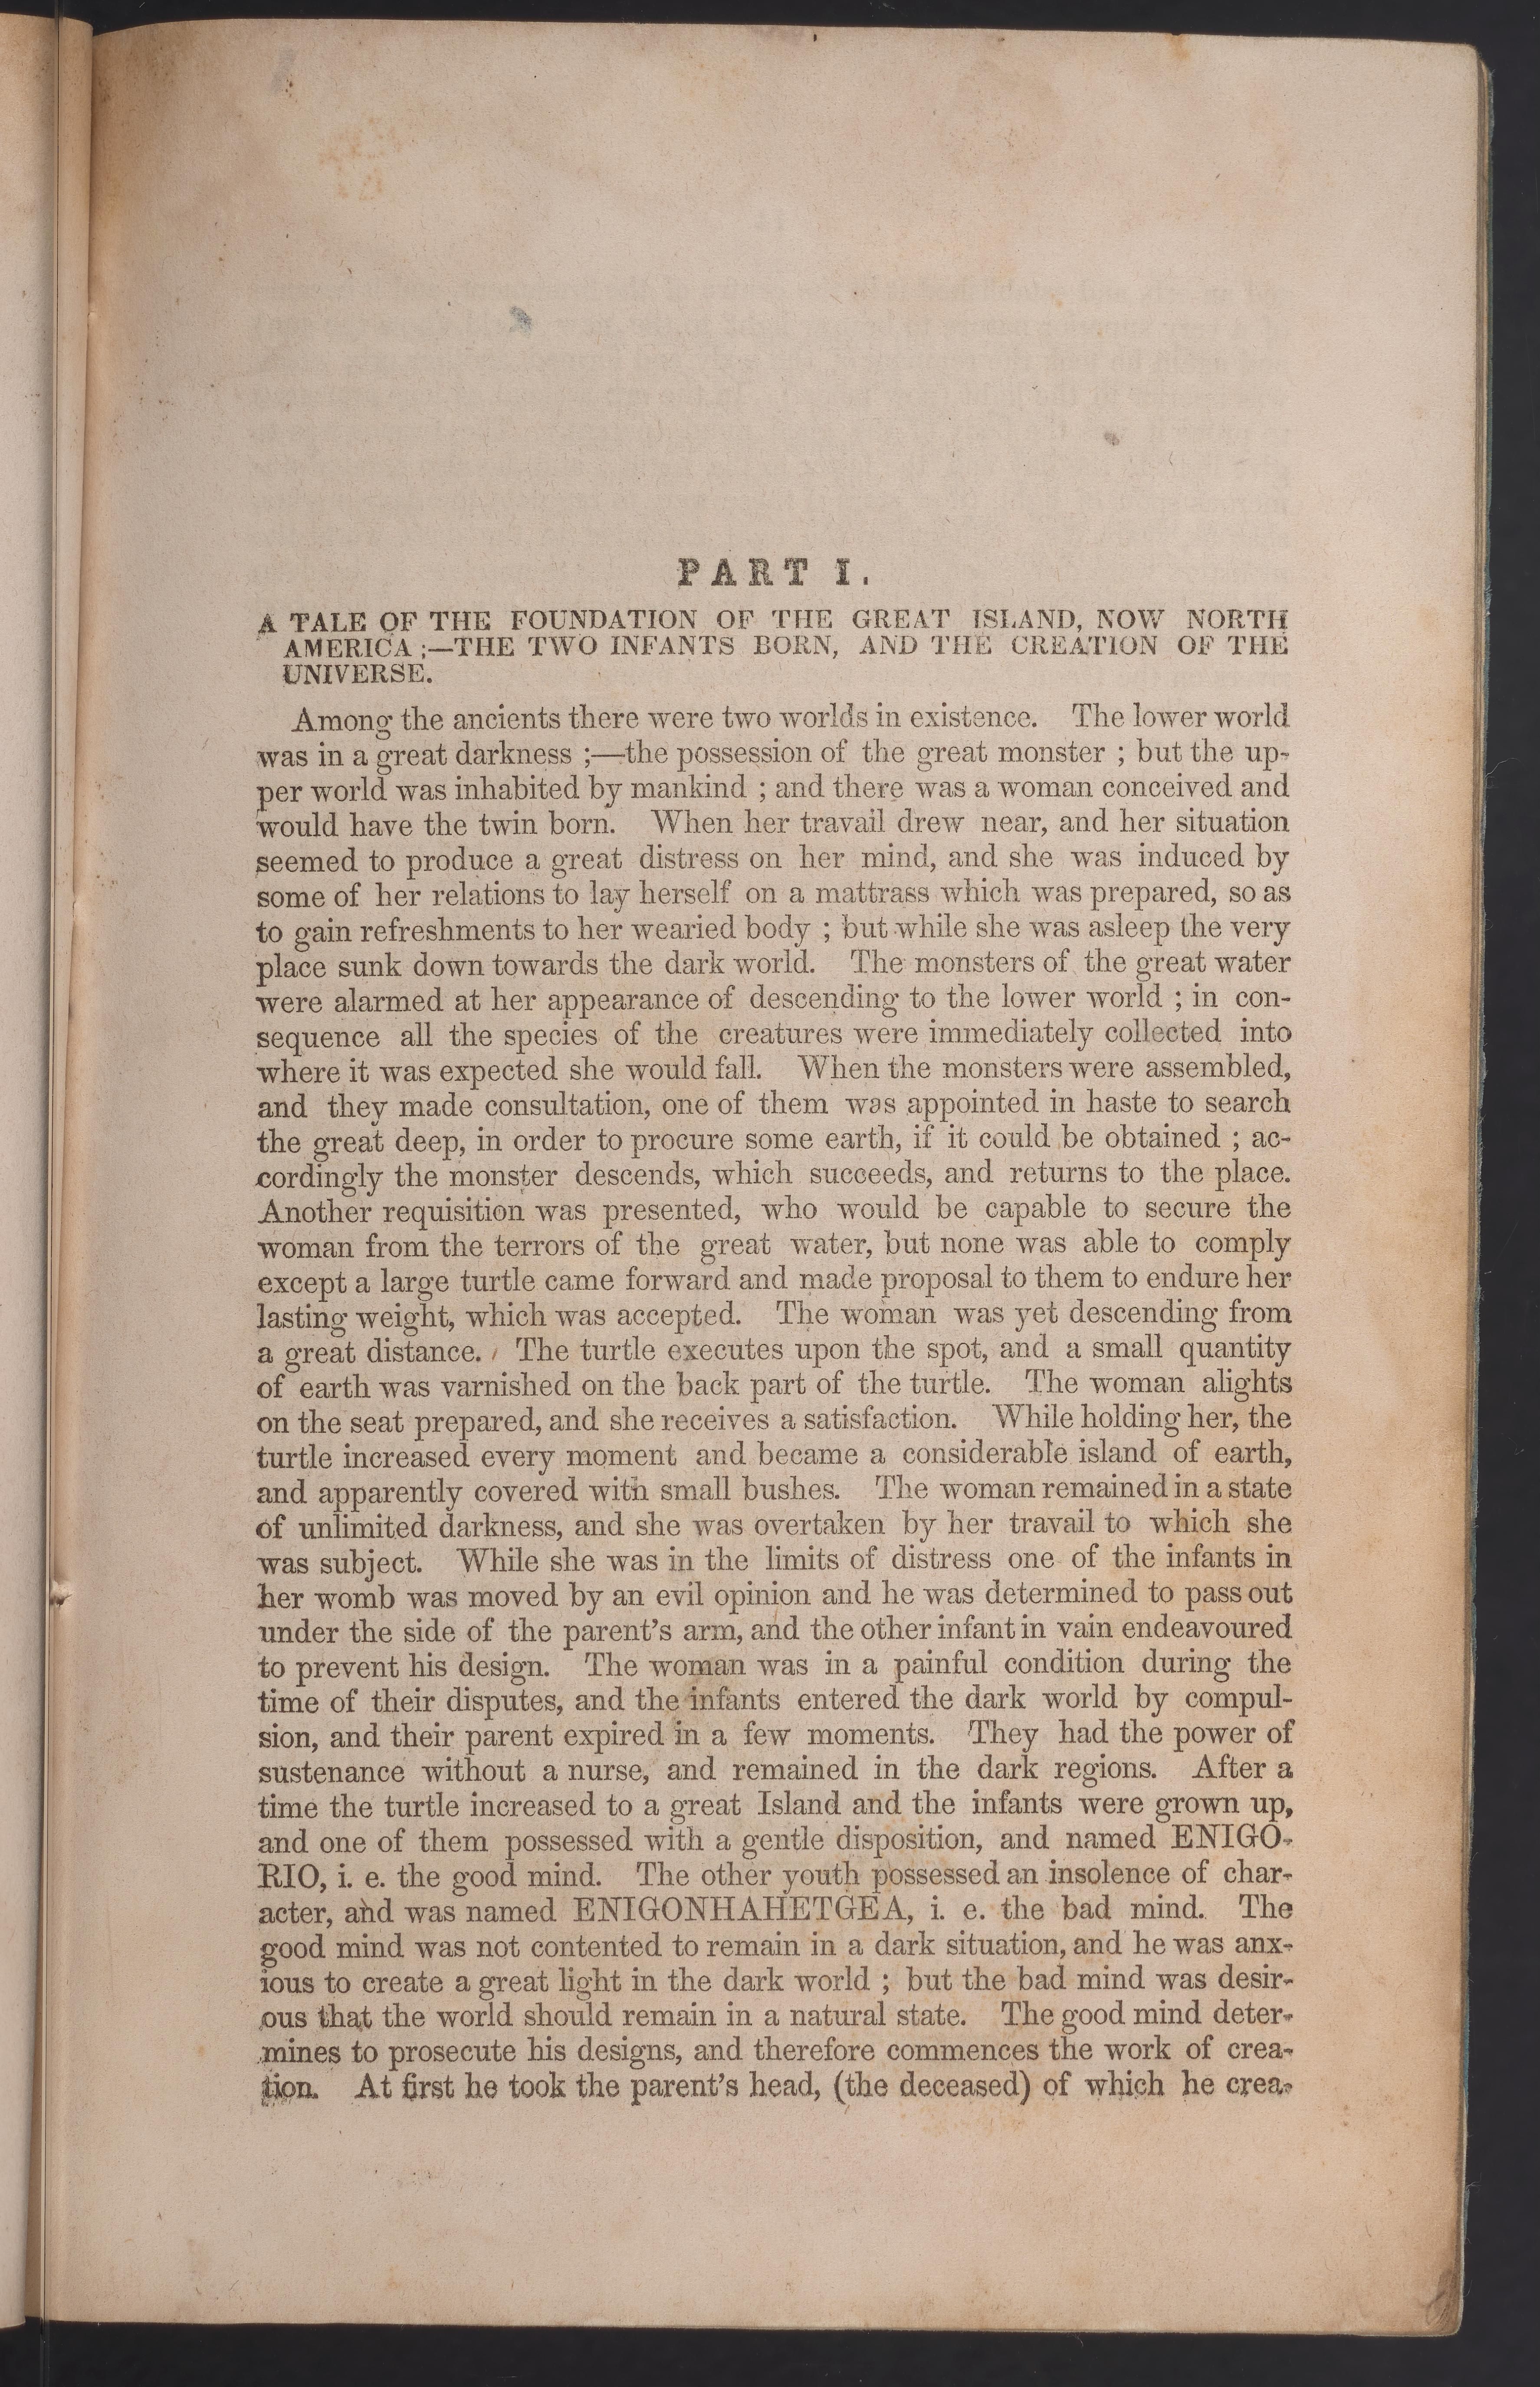 PART I.
A TALE OF THE FOUNDATION OF THE GREAT ISLAND, NOW NORTH
AMERICA ;—THE TWO INFANTS BORN, AND THE CREATION OF THE
UNIVERSE.
Among the ancients there were two worlds in existence. The lower world
was in a great darkness ;—the possession of the great monster ; but the up-
per world was inhabited by mankind ; and there was a woman conceived and
would have the twin born. When her travail drew near, and her situation
seemed to produce a great distress on her mind, and she was induced by
some of her relations to lay herself on a mattrass which was prepared, so as
to gain refreshments to her wearied body ; but while she was asleep the very
place sunk down towards the dark world. The monsters of the great water
were alarmed at her appearance of descending to the lower world ; in con-
sequence all the species of the creatures were immediately collected into
where it was expected she would fall. When the monsters were assembled,
and they made consultation, one of them was appointed in haste to search
the great deep, in order to procure some earth, if it could be obtained ; ac-
cordingly the monster descends, which succeeds, and returns to the place.
Another requisition was presented, who would be capable to secure the
woman from the terrors of the great water, but none was able to comply
except a large turtle came forward and made proposal to them to endure her
lasting weight, which was accepted. The woman was yet descending from
a great distance. The turtle executes upon the spot, and a small quantity
of earth was varnished on the back part of the turtle. The woman alights
on the seat prepared, and she receives a satisfaction. While holding her, the
turtle increased every moment and became a considerable island of earth,
and apparently covered with small bushes. The woman remained in a state
of unlimited darkness, and she was overtaken by her travail to which she
was subject. While she was in the limits of distress one of the infants in
her womb was moved by an evil opinion and he was determined to pass out
under the side of the parent's arm, and the other infant in vain endeavoured
to prevent his design. The woman was in a painful condition during the
time of their disputes, and the infants entered the dark world by compul-
sion, and their parent expired in a few moments. They had the power of
sustenance without a nurse, and remained in the dark regions. After a
time the turtle increased to a great Island and the infants were grown up,
and one of them possessed with a gentle disposition, and named ENIGO-
RIO, i. e. the good mind. The other youth possessed an insolence of char-
acter, and was named ENIGONHAHETGEA, i. e. the bad mind. The
good mind was not contented to remain in a dark situation, and he was anx-
ious to create a great light in the dark world ; but the bad mind was desir-
ous that the world should remain in a natural state. The good mind deter-
mines to prosecute his designs, and therefore commences the work of crea-
tion. At first he took the parent's head, (the deceased) of which he crea-